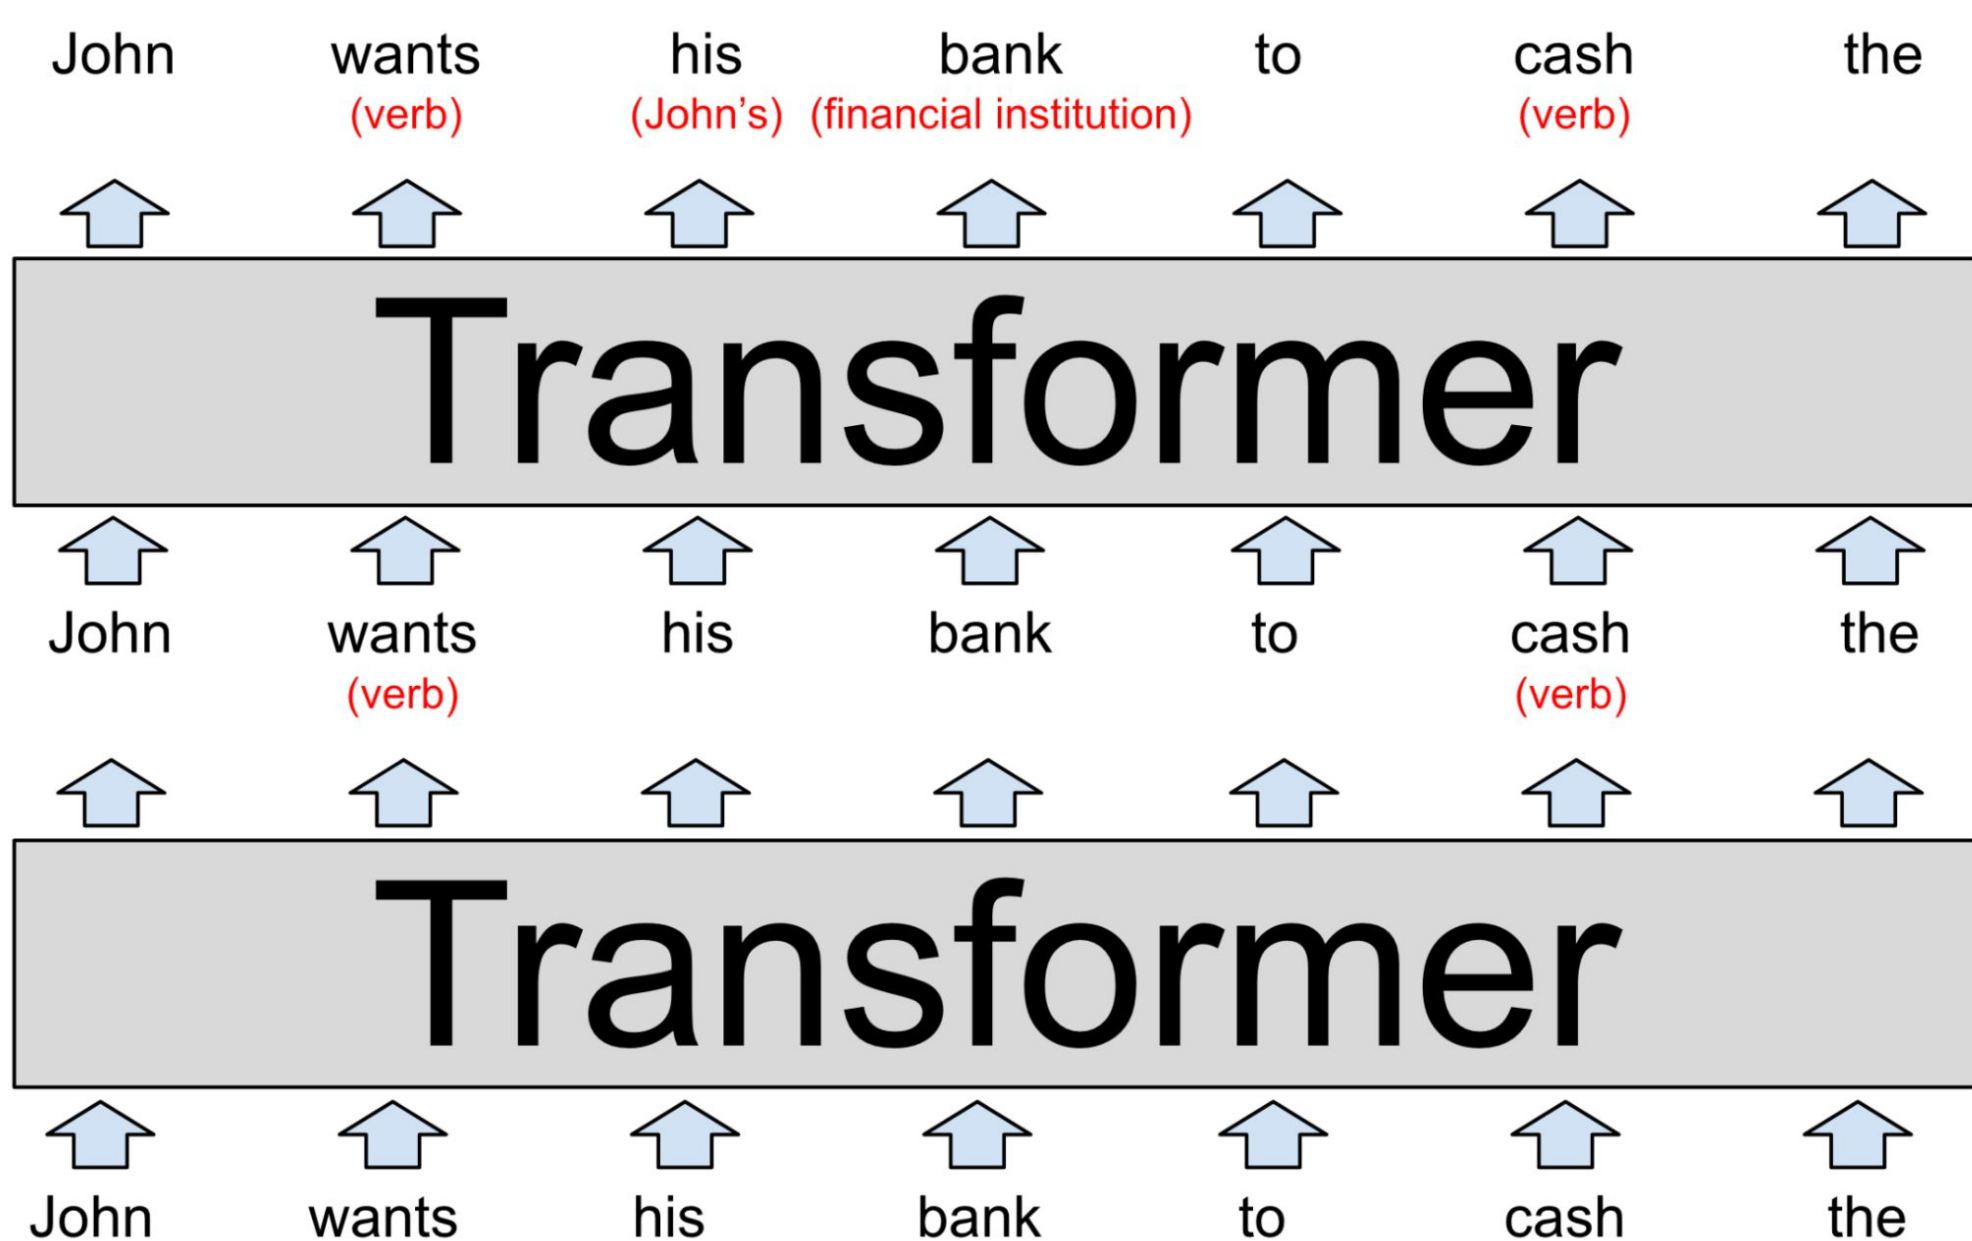 John wants his bank to cash the
(verb) (John's) (financial institution) (verb)
Transformer
John wants his bank to cash the
(verb) (verb)
Transformer
John wants his bank to cash the